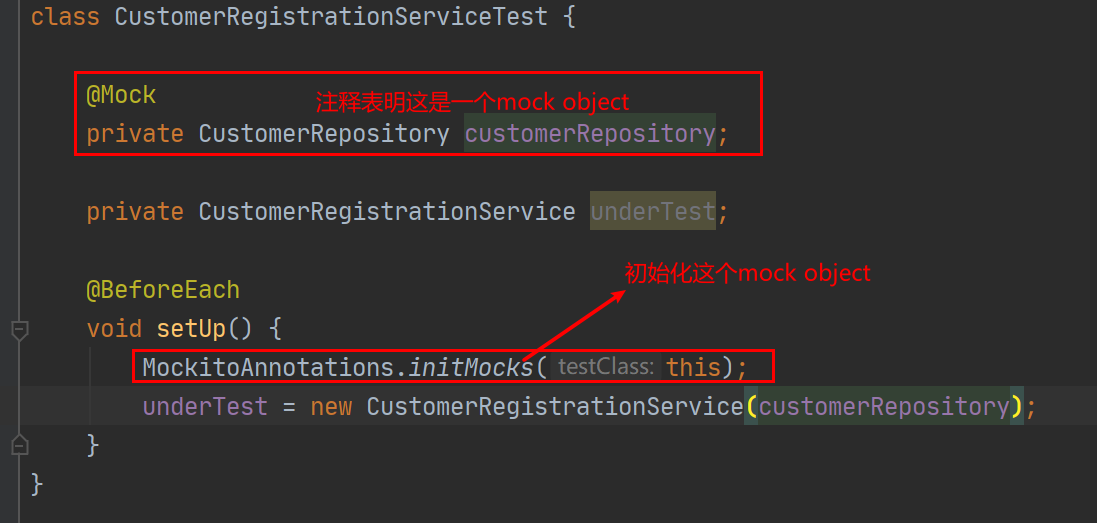 class CustomerRegistrationServiceTest {
@Mock
注释表明这是一个mock object
private CustomerRepository customerRepository;
private CustomerRegistrationService underTest;
初始化这个mock object
@BeforeEach
void setUp() {
MockitoAnnotations.initMocks( testClass: this);
underTest = new CustomerRegistrationService(customerRepository);
}
}